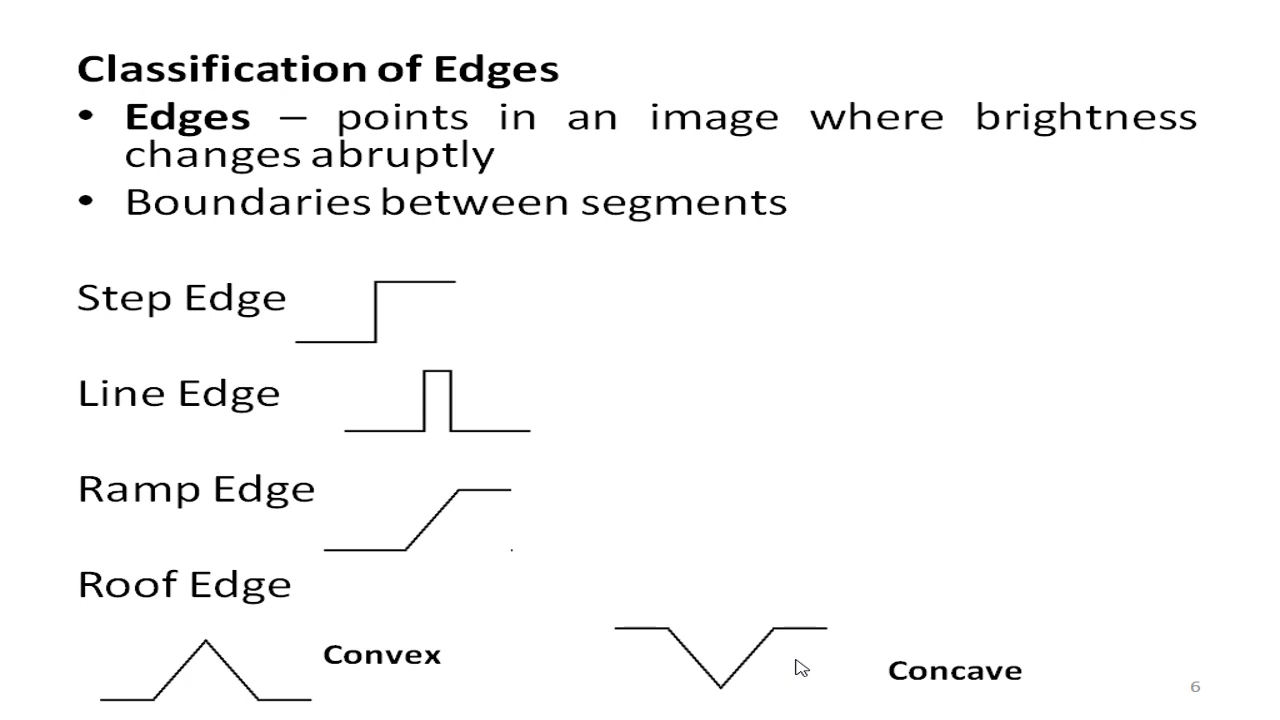 Classification of Edges
• Edges – points in an image where brightness
changes abruptly
• Boundaries between segments
Step Edge
Line Edge
Ramp Edge
Roof Edge
Convex
Concave
6